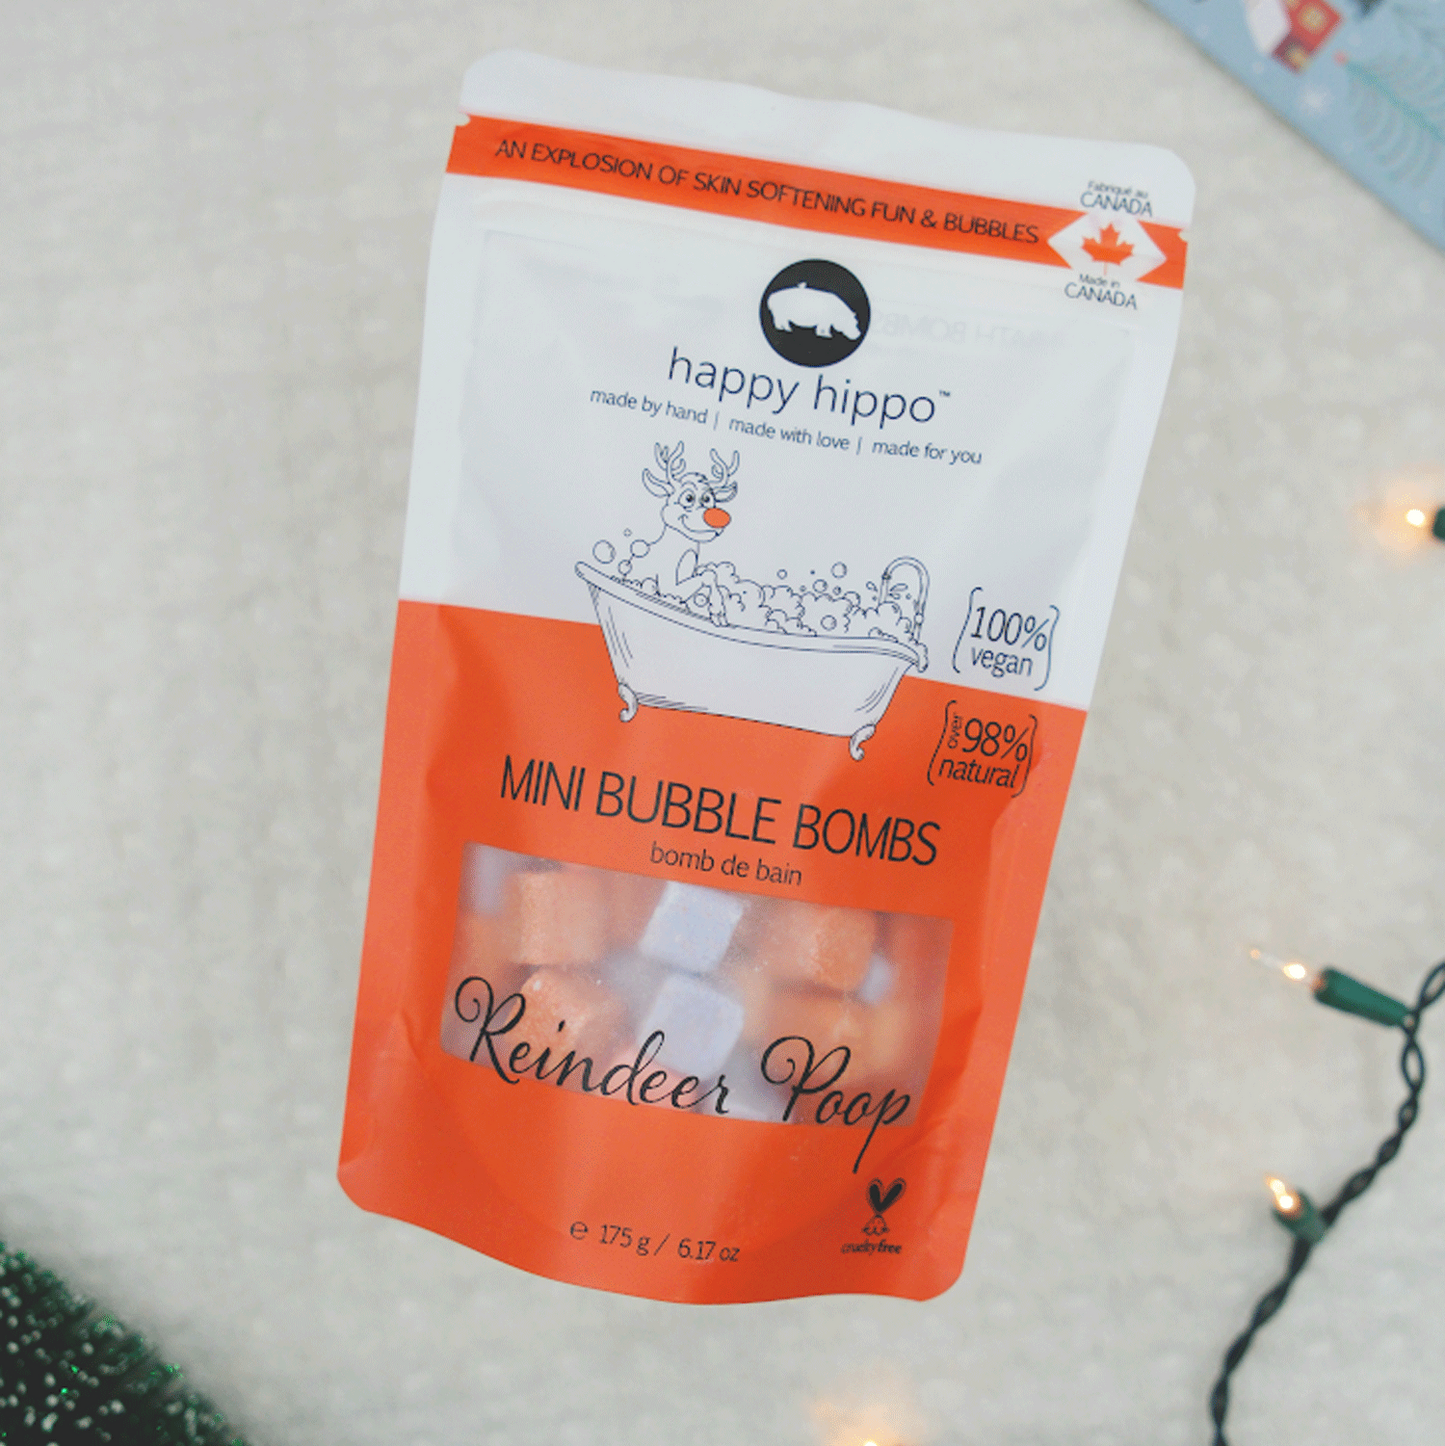 AN EXPLOSION OF SKIN SOFTENING FUN & BUBBLES
Fabriqué au
CANADA
Made in
CANADA
happy hippo™
made by hand | made with love | made for you
{100%
vegan}
{over 98%
natural}
MINI BUBBLE BOMBS
bomb de bain
Reindeer Poop
crueltyfree
℮ 175 g / 6.17 oz